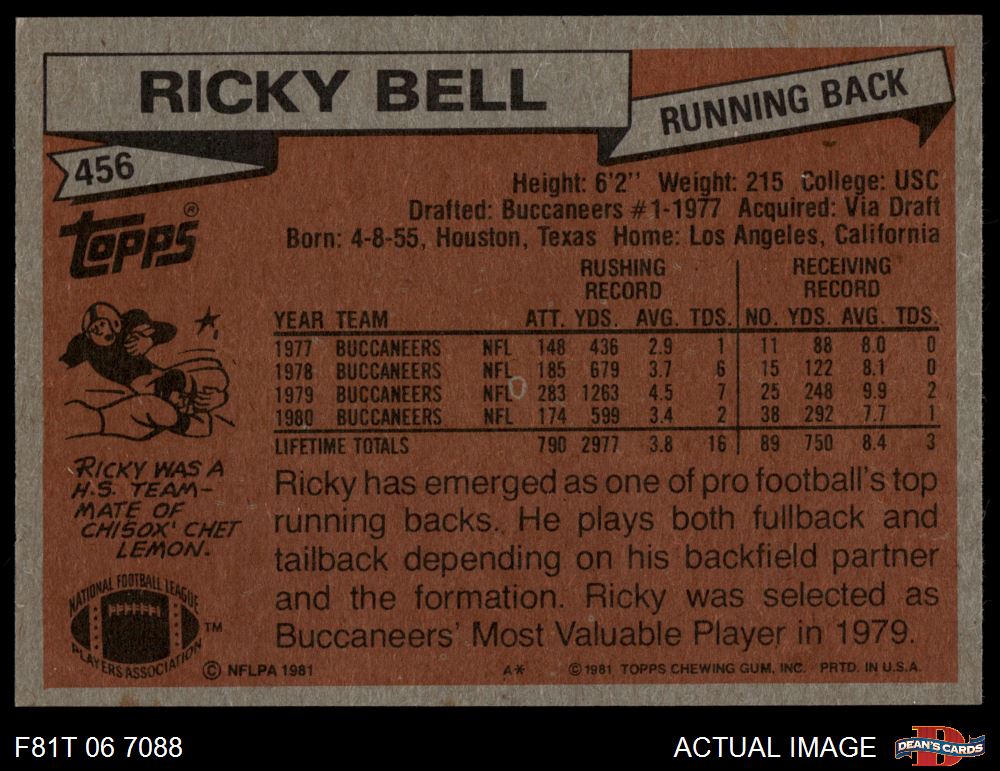 RICKY BELL
RUNNING BACK
456
Topps®
Height: 6'2'' Weight: 215 College: USC
Drafted: Buccaneers #1-1977 Acquired: Via Draft
Born: 4-8-55, Houston, Texas Home: Los Angeles, California
RUSHING RECORD RECEIVING RECORD
YEAR TEAM ATT. YDS. AVG. TDS. NO. YDS. AVG. TDS.
1977 BUCCANEERS NFL 148 436 2.9 1 11 88 8.0 0
1978 BUCCANEERS NFL 185 679 3.7 6 15 122 8.1 0
1979 BUCCANEERS NFL 283 1263 4.5 7 25 248 9.9 2
1980 BUCCANEERS NFL 174 599 3.4 2 38 292 7.7 1
LIFETIME TOTALS 790 2977 3.8 16 89 750 8.4 3
RICKY WAS A
H.S. TEAM-
MATE OF
CHISOX' CHET
LEMON.
Ricky has emerged as one of pro football's top
running backs. He plays both fullback and
tailback depending on his backfield partner
and the formation. Ricky was selected as
Buccaneers' Most Valuable Player in 1979.
NATIONAL FOOTBALL LEAGUE
PLAYERS ASSOCIATION TM
© NFLPA 1981 A* © 1981 TOPPS CHEWING GUM, INC. PRTD. IN U.S.A.
F81T 06 7088
ACTUAL IMAGE
D
DEAN'S CARDS